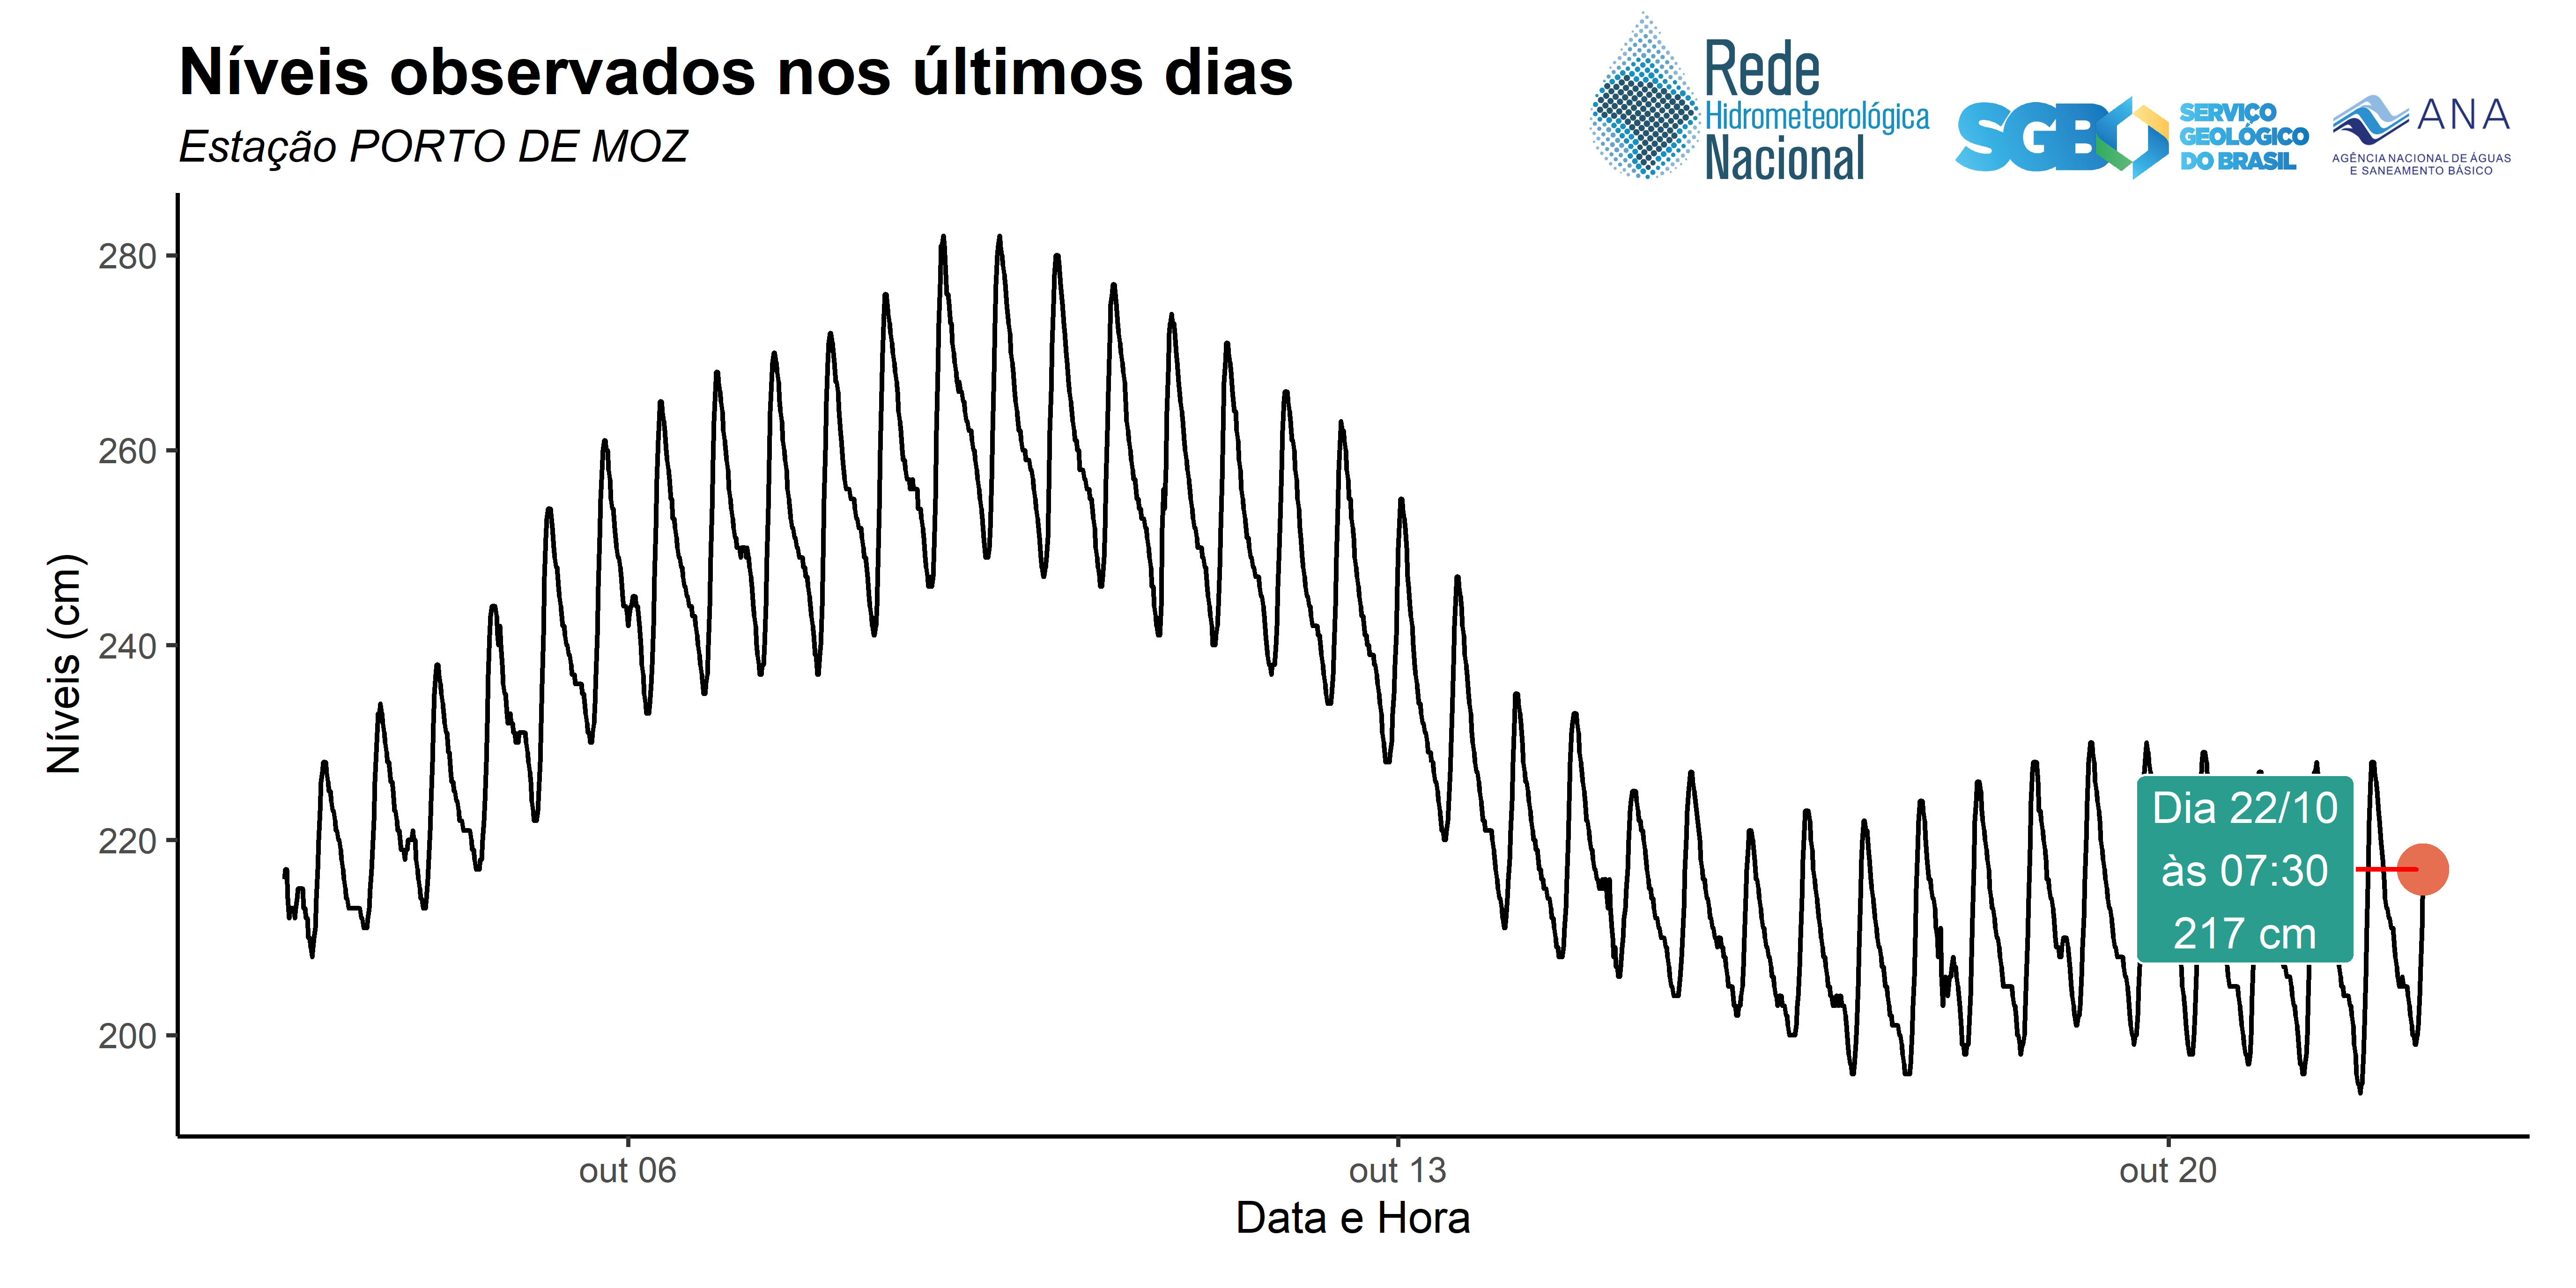 Níveis observados nos últimos dias
Estação PORTO DE MOZ
Rede
Hidrometeorológica
Nacional
SGB
SERVIÇO
GEOLÓGICO
DO BRASIL
ANA
AGÊNCIA NACIONAL DE ÁGUAS
E SANEAMENTO BÁSICO
Níveis (cm)
280
260
240
220
200
Dia 22/10
às 07:30
217 cm
out 06
out 13
out 20
Data e Hora